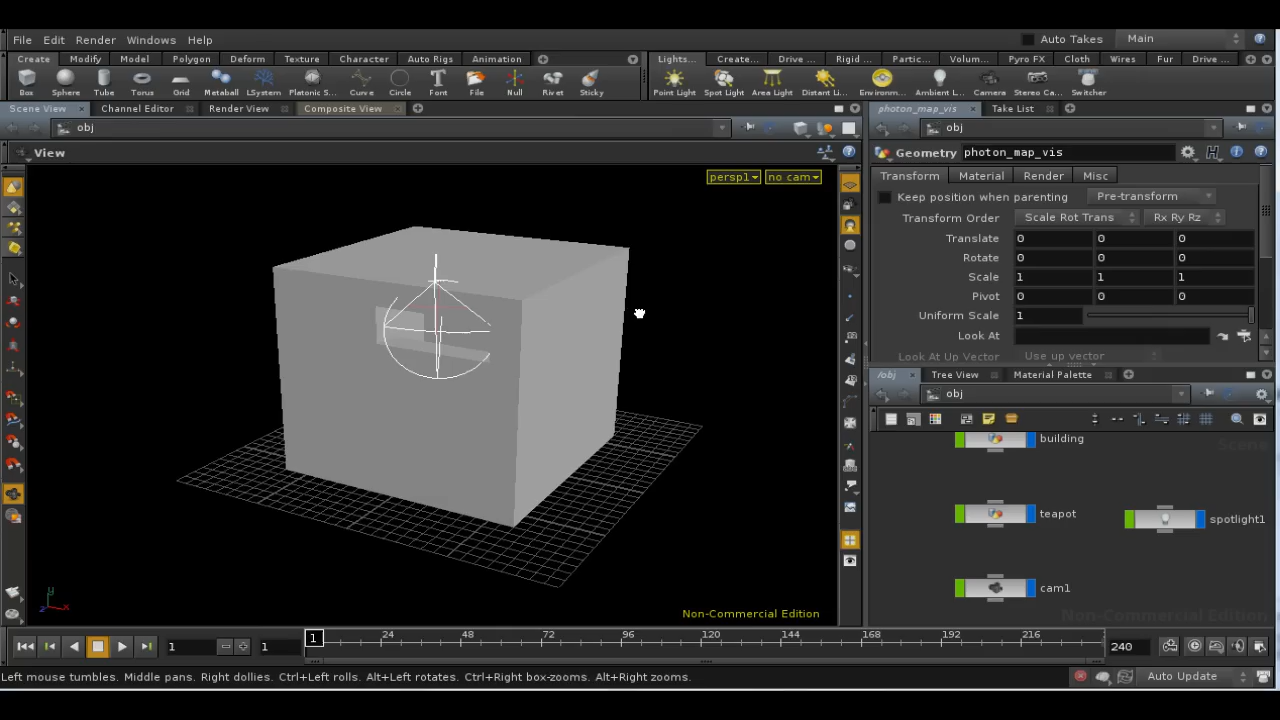 File Edit Render Windows Help
Auto Takes Main
Create Modify Model Polygon Deform Texture Character Auto Rigs Animation
Lights... Create... Drive ... Rigid ... Partic... Volum... Pyro FX Cloth Wires Fur Drive ...
Box Sphere Tube Torus Grid Metaball LSystem Platonic S... Curve Circle Font File Null Rivet Sticky
Point Light Spot Light Area Light Distant Li... Environm... Ambient L... Camera Stereo Ca... Switcher
Scene View Channel Editor Render View Composite View
photon_map_vis Take List
obj
obj
View
Geometry photon_map_vis
persp1 no cam
Transform Material Render Misc
Keep position when parenting Pre-transform
Transform Order Scale Rot Trans Rx Ry Rz
Translate 0 0 0
Rotate 0 0 0
Scale 1 1 1
Pivot 0 0 0
Uniform Scale 1
Look At
Look At Up Vector Use up vector
/obj Tree View Material Palette
obj
building
Scene
teapot
spotlight1
cam1
y
z x
Non-Commercial Edition
Non-Commercial Edition
1 1 1 24 48 72 96 120 144 168 192 216 240
Left mouse tumbles. Middle pans. Right dollies. Ctrl+Left rolls. Alt+Left rotates. Ctrl+Right box-zooms. Alt+Right zooms.
Auto Update